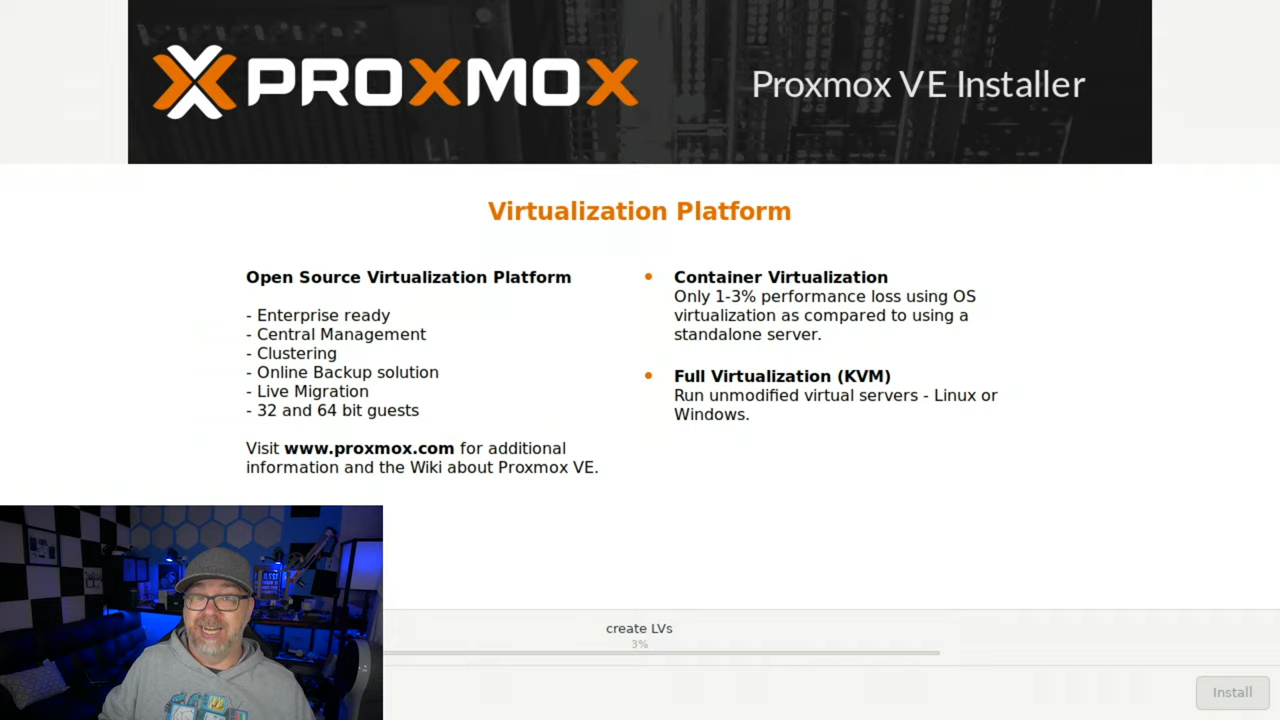 PROXMOX
Proxmox VE Installer
Virtualization Platform
Open Source Virtualization Platform
- Enterprise ready
- Central Management
- Clustering
- Online Backup solution
- Live Migration
- 32 and 64 bit guests
Visit www.proxmox.com for additional
information and the Wiki about Proxmox VE.
Container Virtualization
Only 1-3% performance loss using OS
virtualization as compared to using a
standalone server.
Full Virtualization (KVM)
Run unmodified virtual servers - Linux or
Windows.
create LVs
3%
Install